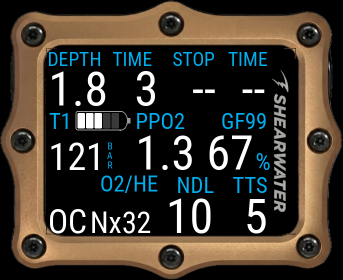 DEPTH TIME STOP TIME
1.8 3 -- --
T1 PPO2 GF99
121 BAR 1.3 67%
O2/HE NDL TTS
OC Nx32 10 5
SHEARWATER